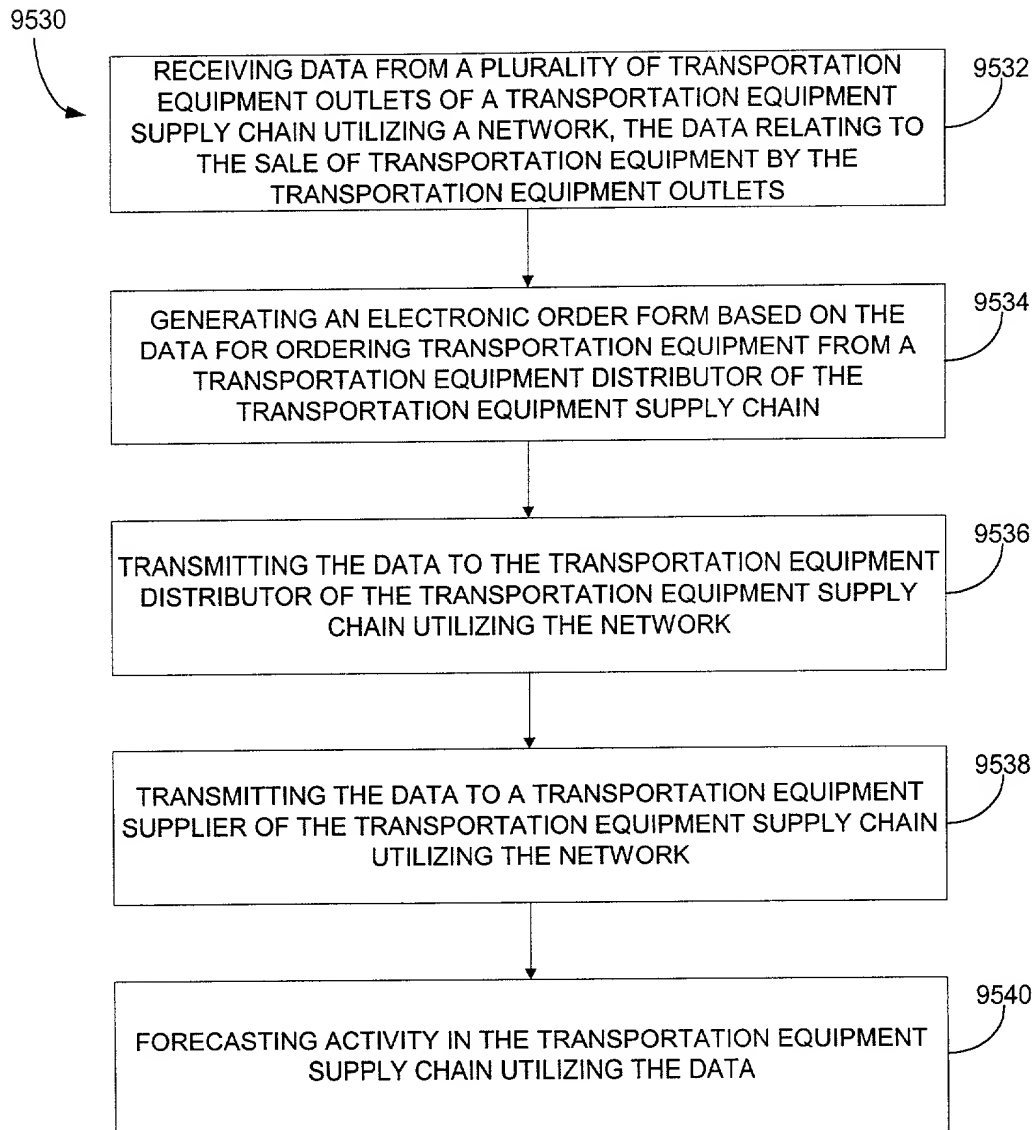 9530
RECEIVING DATA FROM A PLURALITY OF TRANSPORTATION
EQUIPMENT OUTLETS OF A TRANSPORTATION EQUIPMENT
SUPPLY CHAIN UTILIZING A NETWORK, THE DATA RELATING TO
THE SALE OF TRANSPORTATION EQUIPMENT BY THE
TRANSPORTATION EQUIPMENT OUTLETS
9532
GENERATING AN ELECTRONIC ORDER FORM BASED ON THE
DATA FOR ORDERING TRANSPORTATION EQUIPMENT FROM A
TRANSPORTATION EQUIPMENT DISTRIBUTOR OF THE
TRANSPORTATION EQUIPMENT SUPPLY CHAIN
9534
TRANSMITTING THE DATA TO THE TRANSPORTATION EQUIPMENT
DISTRIBUTOR OF THE TRANSPORTATION EQUIPMENT SUPPLY
CHAIN UTILIZING THE NETWORK
9536
TRANSMITTING THE DATA TO A TRANSPORTATION EQUIPMENT
SUPPLIER OF THE TRANSPORTATION EQUIPMENT SUPPLY CHAIN
UTILIZING THE NETWORK
9538
FORECASTING ACTIVITY IN THE TRANSPORTATION EQUIPMENT
SUPPLY CHAIN UTILIZING THE DATA
9540